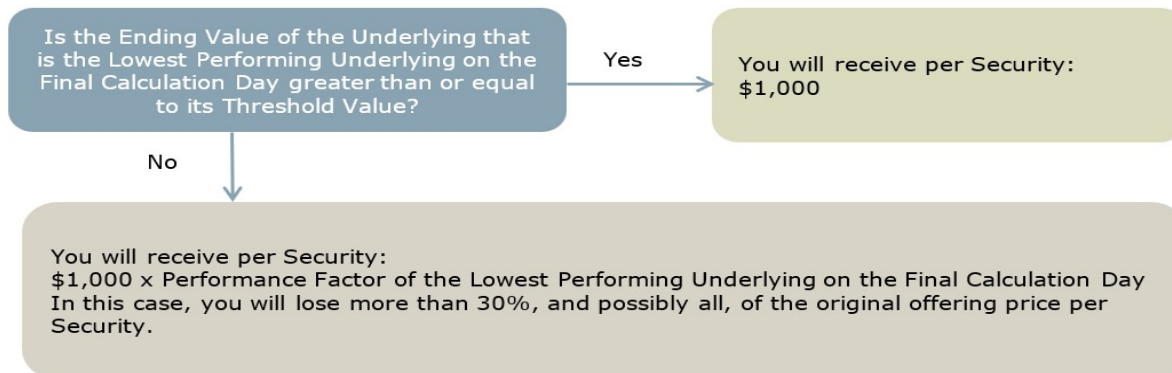 Is the Ending Value of the Underlying that
is the Lowest Performing Underlying on the
Final Calculation Day greater than or equal
to its Threshold Value?
Yes
You will receive per Security:
$1,000
No
You will receive per Security:
$1,000 x Performance Factor of the Lowest Performing Underlying on the Final Calculation Day
In this case, you will lose more than 30%, and possibly all, of the original offering price per
Security.